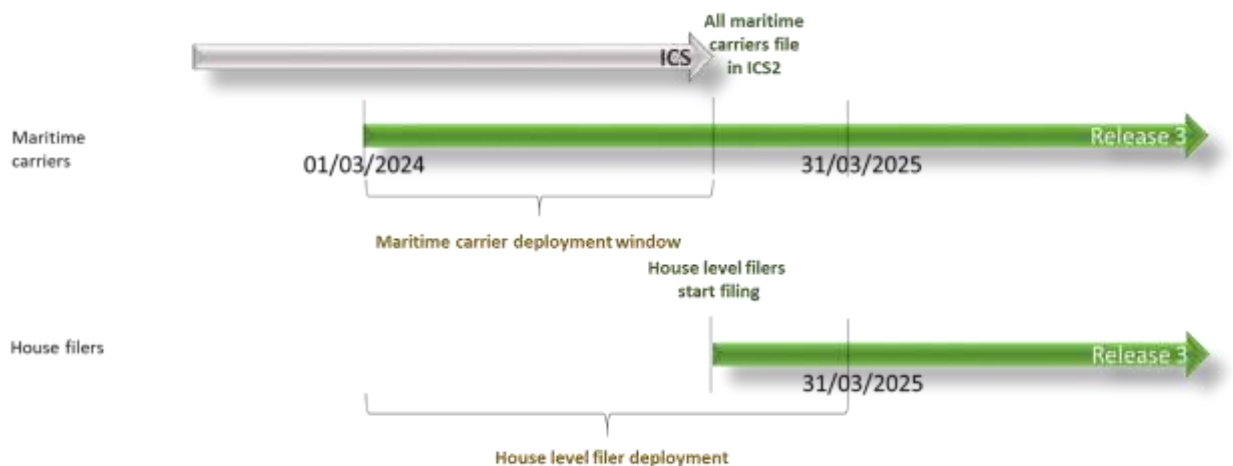 All maritime
carriers file
in ICS2
ICS
Maritime
carriers
Release 3
01/03/2024
31/03/2025
Maritime carrier deployment window
House level filers
start filing
House filers
Release 3
31/03/2025
House level filer deployment